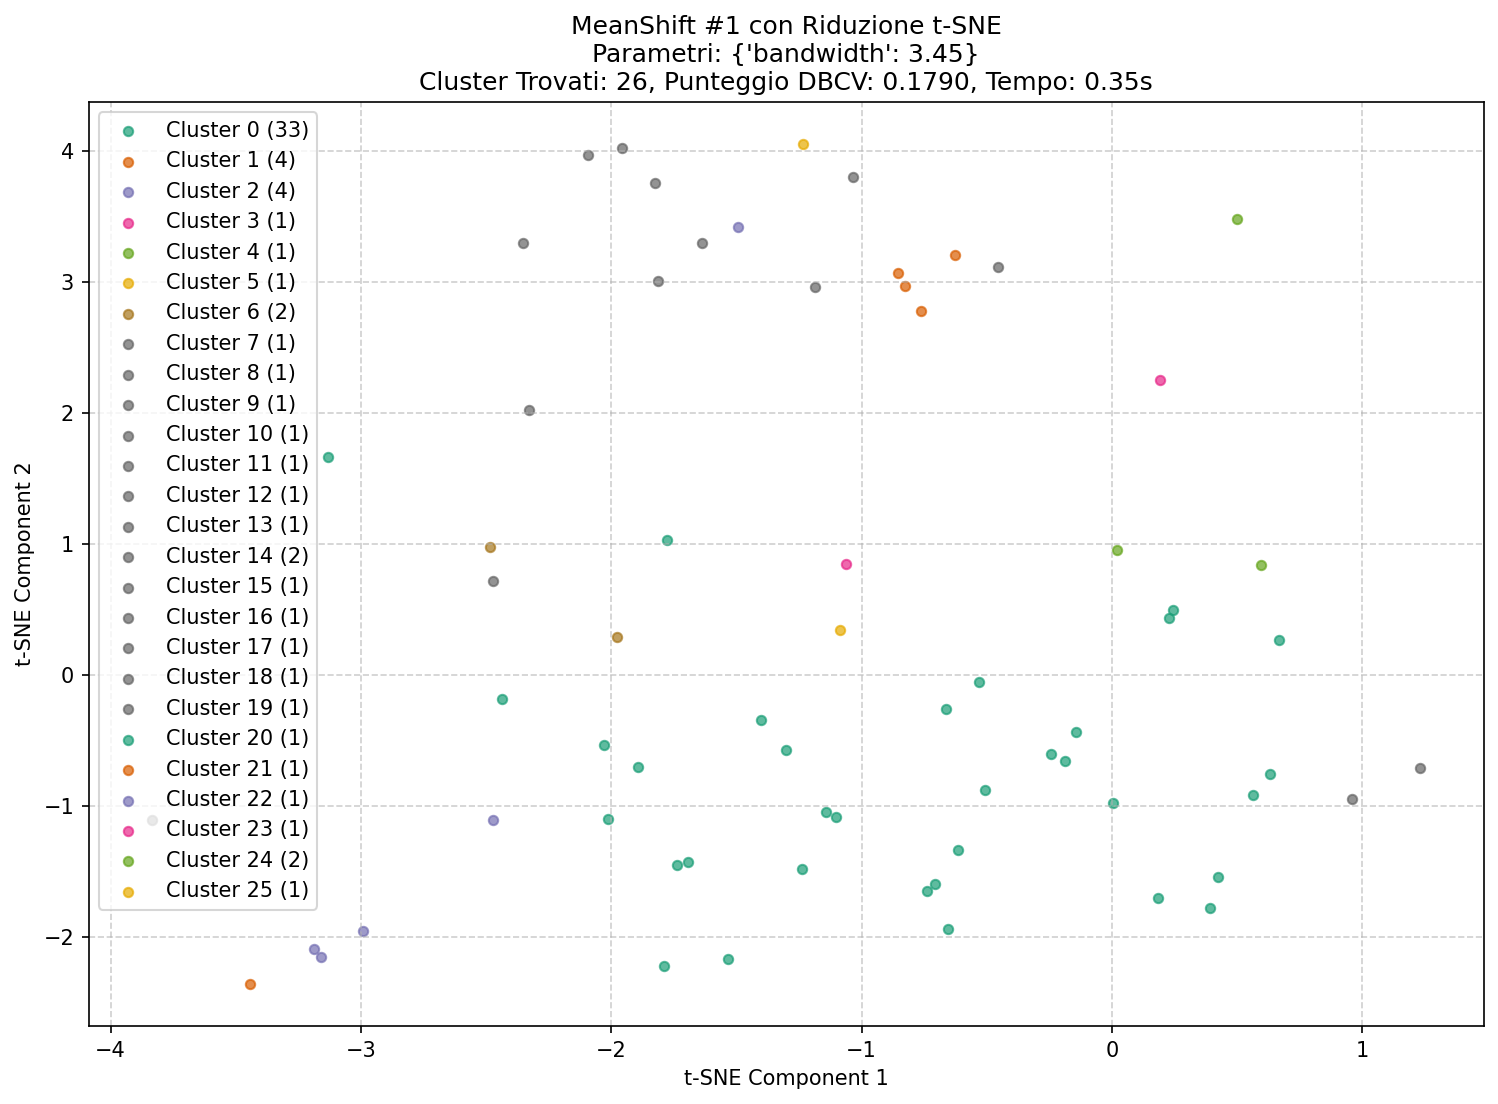 MeanShift #1 con Riduzione t-SNE
Parametri: {'bandwidth': 3.45}
Cluster Trovati: 26, Punteggio DBCV: 0.1790, Tempo: 0.35s
Cluster 0 (33)
Cluster 1 (4)
Cluster 2 (4)
Cluster 3 (1)
Cluster 4 (1)
Cluster 5 (1)
Cluster 6 (2)
Cluster 7 (1)
Cluster 8 (1)
Cluster 9 (1)
Cluster 10 (1)
Cluster 11 (1)
Cluster 12 (1)
Cluster 13 (1)
Cluster 14 (2)
Cluster 15 (1)
Cluster 16 (1)
Cluster 17 (1)
Cluster 18 (1)
Cluster 19 (1)
Cluster 20 (1)
Cluster 21 (1)
Cluster 22 (1)
Cluster 23 (1)
Cluster 24 (2)
Cluster 25 (1)
t-SNE Component 2
4
3
2
1
0
−1
−2
−4
−3
−2
−1
0
1
t-SNE Component 1